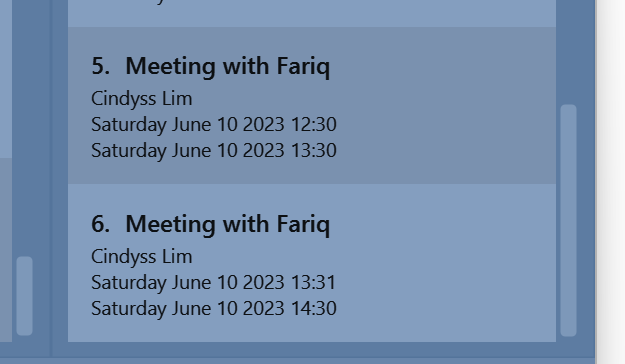 5. Meeting with Fariq
Cindyss Lim
Saturday June 10 2023 12:30
Saturday June 10 2023 13:30
6. Meeting with Fariq
Cindyss Lim
Saturday June 10 2023 13:31
Saturday June 10 2023 14:30